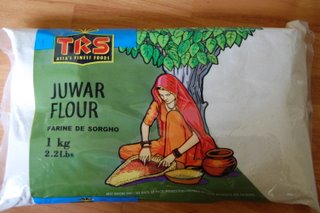 TRS
ASIA'S FINEST FOODS
JUWAR
FLOUR
FARINE DE SORGHO
1 kg
2.2Lbs